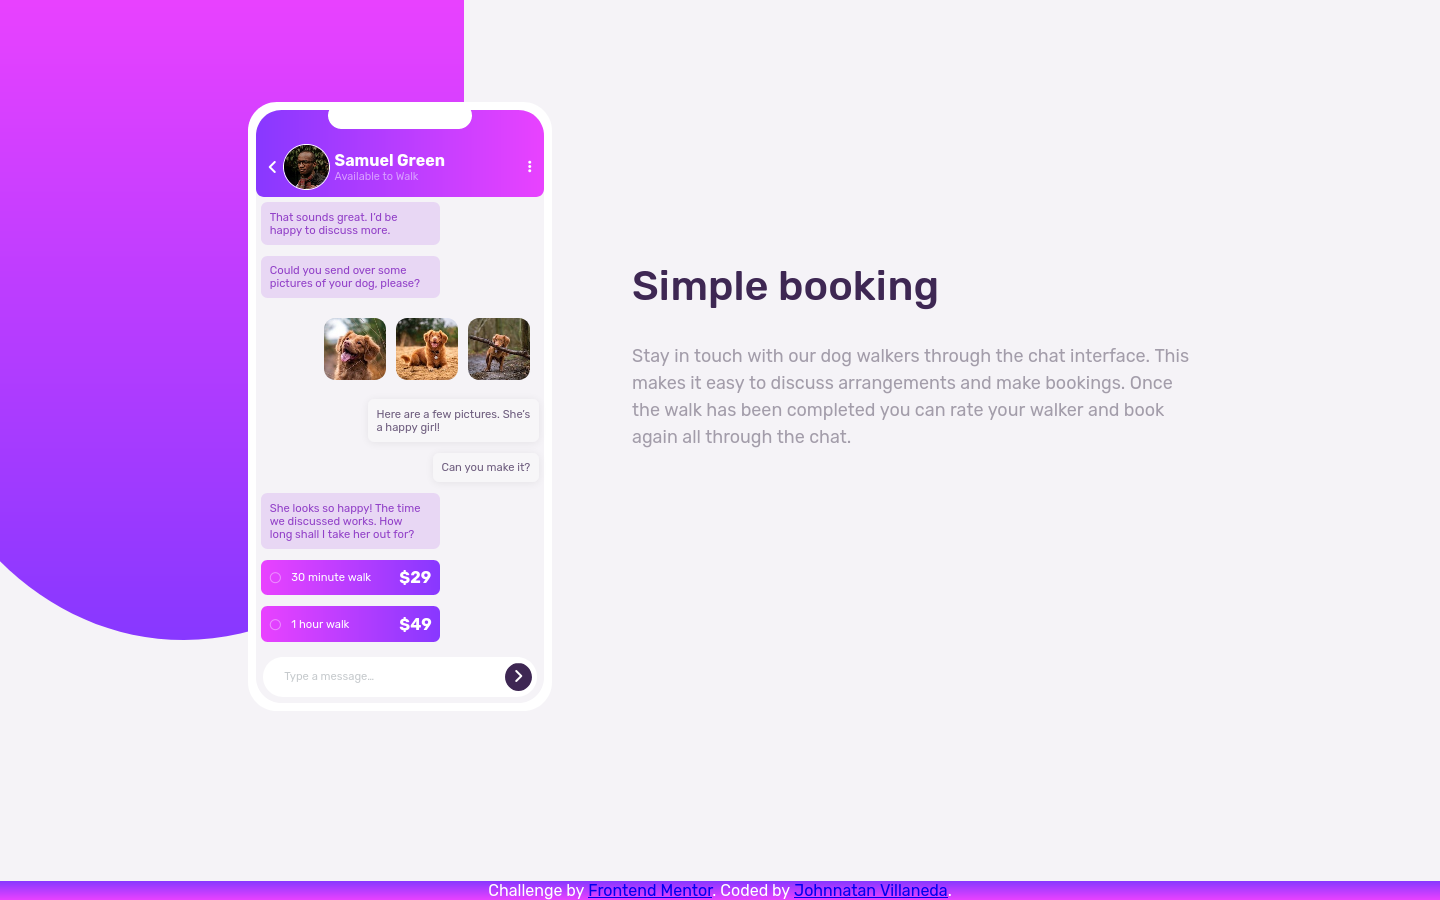 Samuel Green
Available to Walk
That sounds great. I'd be
happy to discuss more.
Could you send over some
pictures of your dog, please?
Here are a few pictures. She's
a happy girl!
Can you make it?
She looks so happy! The time
we discussed works. How
long shall I take her out for?
30 minute walk $29
1 hour walk $49
Type a message...
Simple booking
Stay in touch with our dog walkers through the chat interface. This
makes it easy to discuss arrangements and make bookings. Once
the walk has been completed you can rate your walker and book
again all through the chat.
Challenge by Frontend Mentor. Coded by Johnnatan Villaneda.